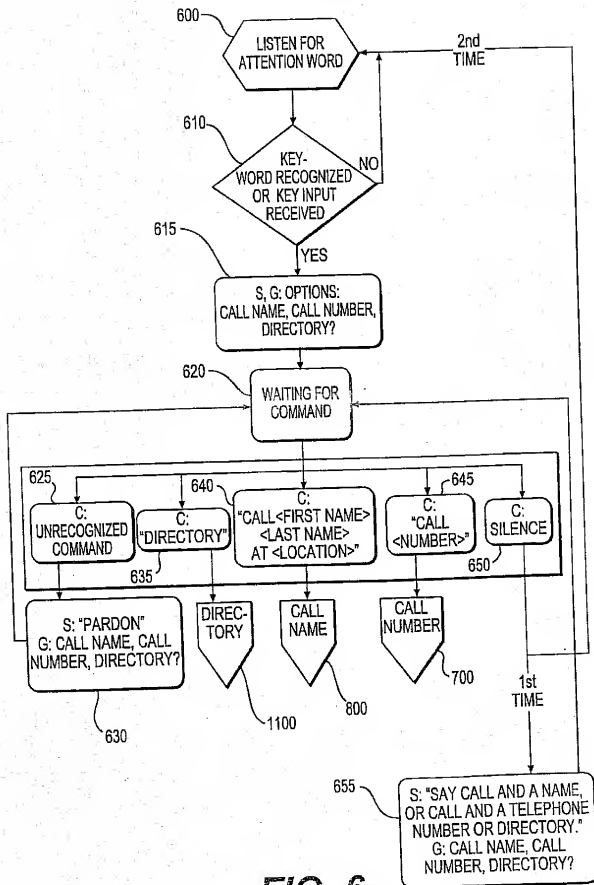 600
LISTEN FOR
ATTENTION WORD
2nd
TIME
610
KEY-
WORD RECOGNIZED
OR KEY INPUT
RECEIVED
NO
YES
615
S, G: OPTIONS:
CALL NAME, CALL NUMBER,
DIRECTORY?
620
WAITING FOR
COMMAND
625
C:
UNRECOGNIZED
COMMAND
C:
"DIRECTORY"
635
640
C:
"CALL<FIRST NAME>
<LAST NAME>
AT <LOCATION>"
645
C:
"CALL
<NUMBER>"
C:
SILENCE
650
S: "PARDON"
G: CALL NAME, CALL
NUMBER, DIRECTORY?
630
DIREC-
TORY
1100
CALL
NAME
800
CALL
NUMBER
700
1st
TIME
655
S: "SAY CALL AND A NAME,
OR CALL AND A TELEPHONE
NUMBER OR DIRECTORY."
G: CALL NAME, CALL
NUMBER, DIRECTORY?
FIG. 6